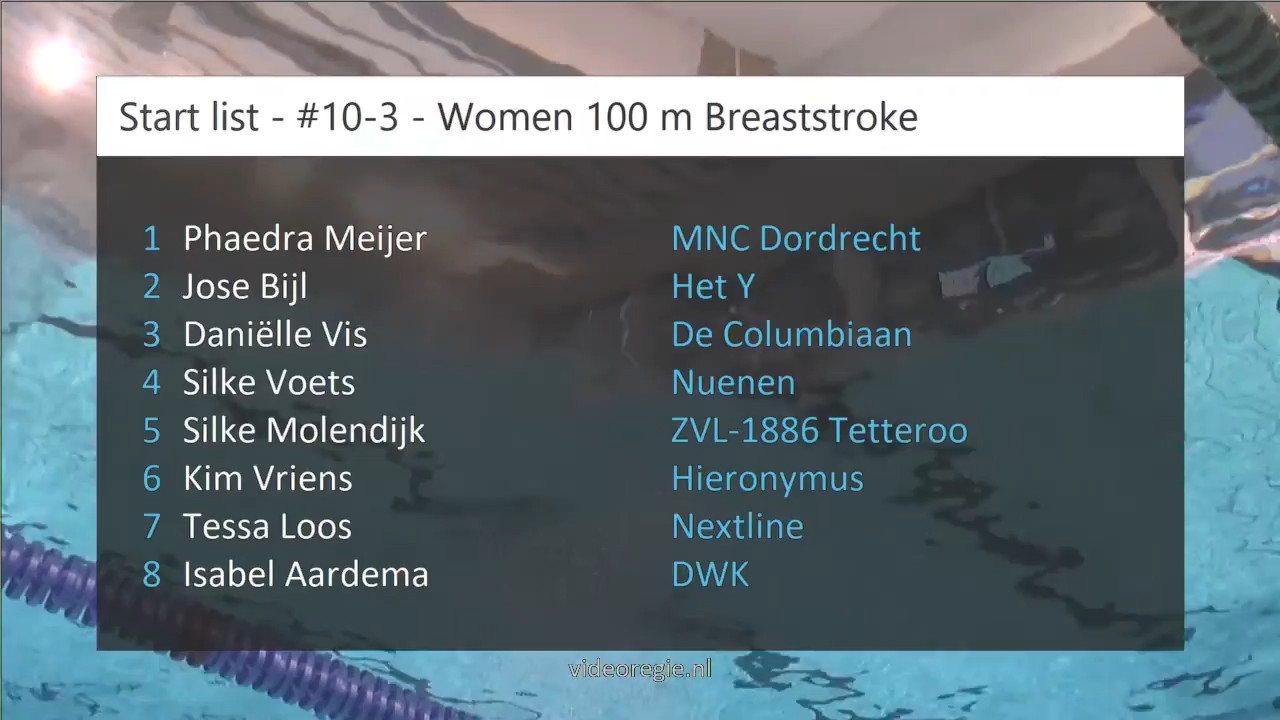 Start list - #10-3 - Women 100 m Breaststroke
1 Phaedra Meijer MNC Dordrecht
2 Jose Bijl Het Y
3 Daniëlle Vis De Columbiaan
4 Silke Voets Nuenen
5 Silke Molendijk ZVL-1886 Tetteroo
6 Kim Vriens Hieronymus
7 Tessa Loos Nextline
8 Isabel Aardema DWK
videoregie.nl